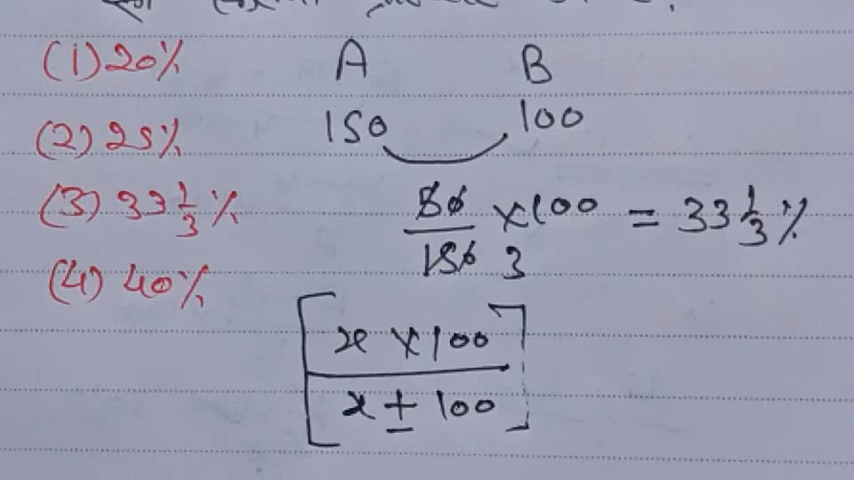 (1) 20%
(2) 25%
(3) 33 1/3 %
(4) 40%
A B
150 100
50/150 3 × 100 = 33 1/3 %
[x × 100 / x ± 100]